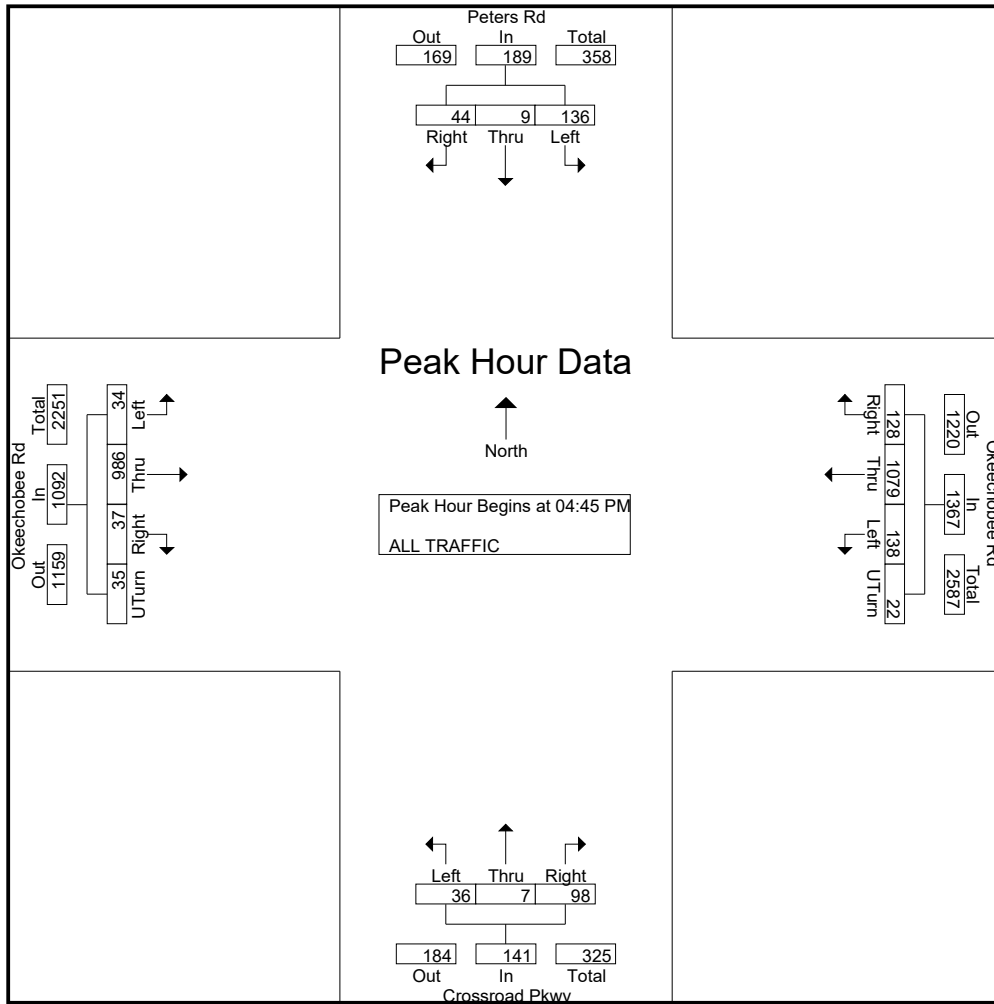 Peters Rd
Out In Total
169 189 358
44 9 136
Right Thru Left
Peak Hour Data
North
Peak Hour Begins at 04:45 PM
ALL TRAFFIC
Okeechobee Rd
Total In Out
2251 1092 1159
34 986 37 35
Left Thru Right UTurn
Okeechobee Rd
Out In Total
1220 1367 2587
128 1079 138 22
Right Thru Left UTurn
Left Thru Right
36 7 98
184 141 325
Out In Total
Crossroad Pkwy